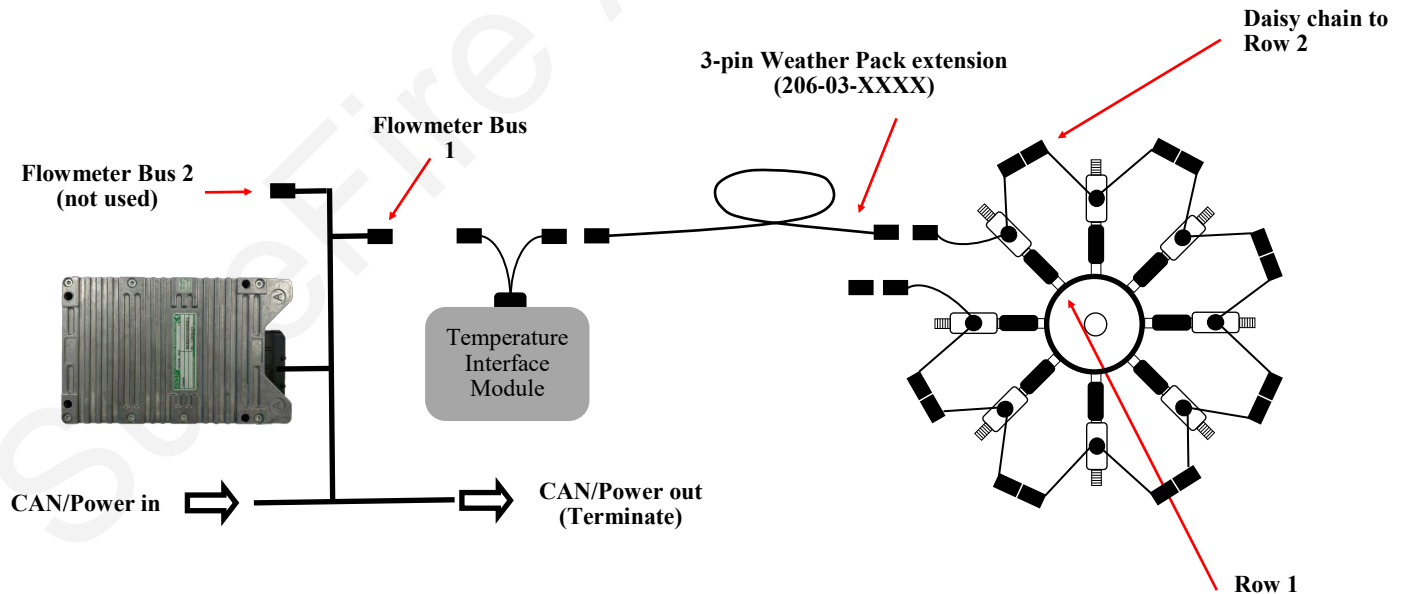 Daisy chain to
Row 2
3-pin Weather Pack extension
(206-03-XXXX)
Flowmeter Bus
1
Flowmeter Bus 2
(not used)
Temperature
Interface
Module
CAN/Power in
CAN/Power out
(Terminate)
Row 1
SureFire